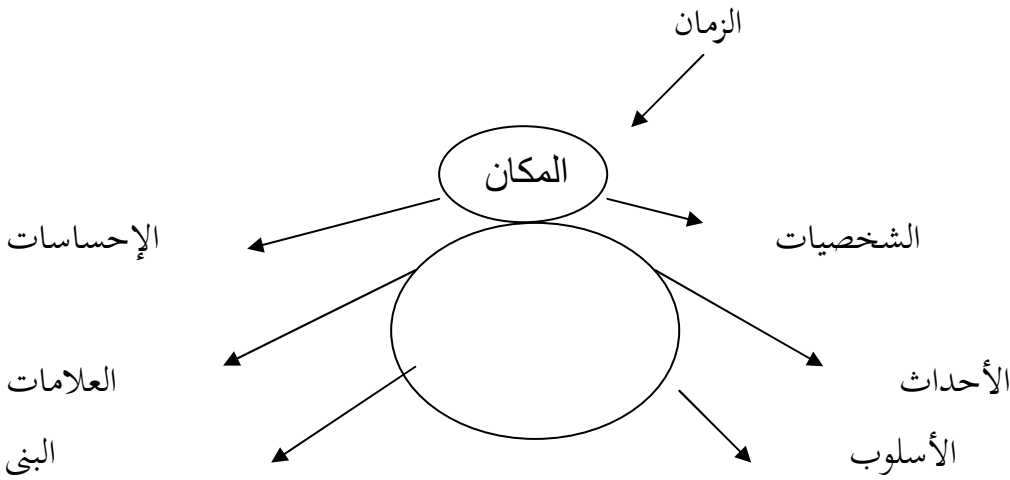 الزمان
المكان
الشخصيات
الإحساسات
الأحداث
العلامات
الأسلوب
البنى